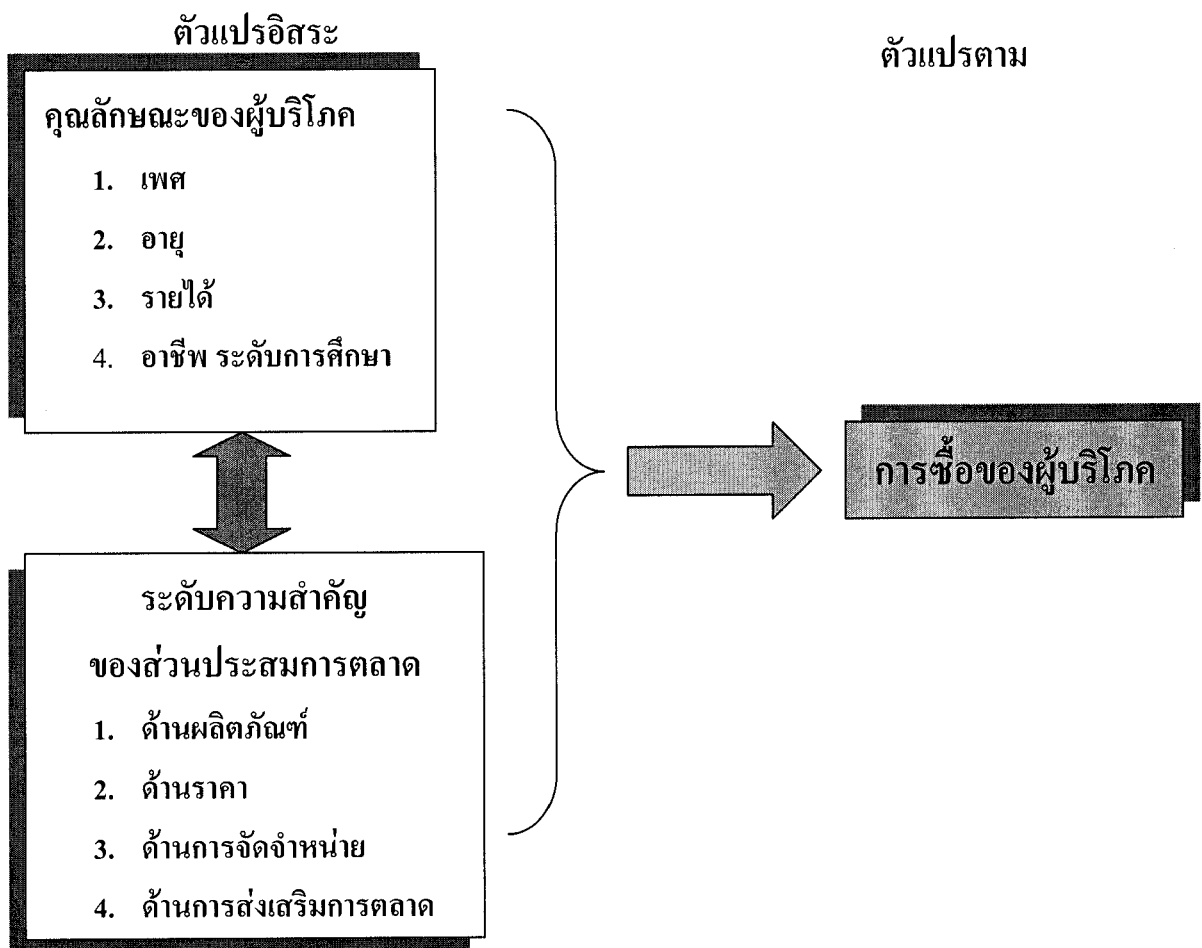 ตัวแปรอิสระ
ตัวแปรตาม
คุณลักษณะของผู้บริโภค
1. เพศ
2. อายุ
3. รายได้
4. อาชีพ ระดับการศึกษา
การซื้อของผู้บริโภค
ระดับความสำคัญ
ของส่วนประสมการตลาด
1. ด้านผลิตภัณฑ์
2. ด้านราคา
3. ด้านการจัดจำหน่าย
4. ด้านการส่งเสริมการตลาด